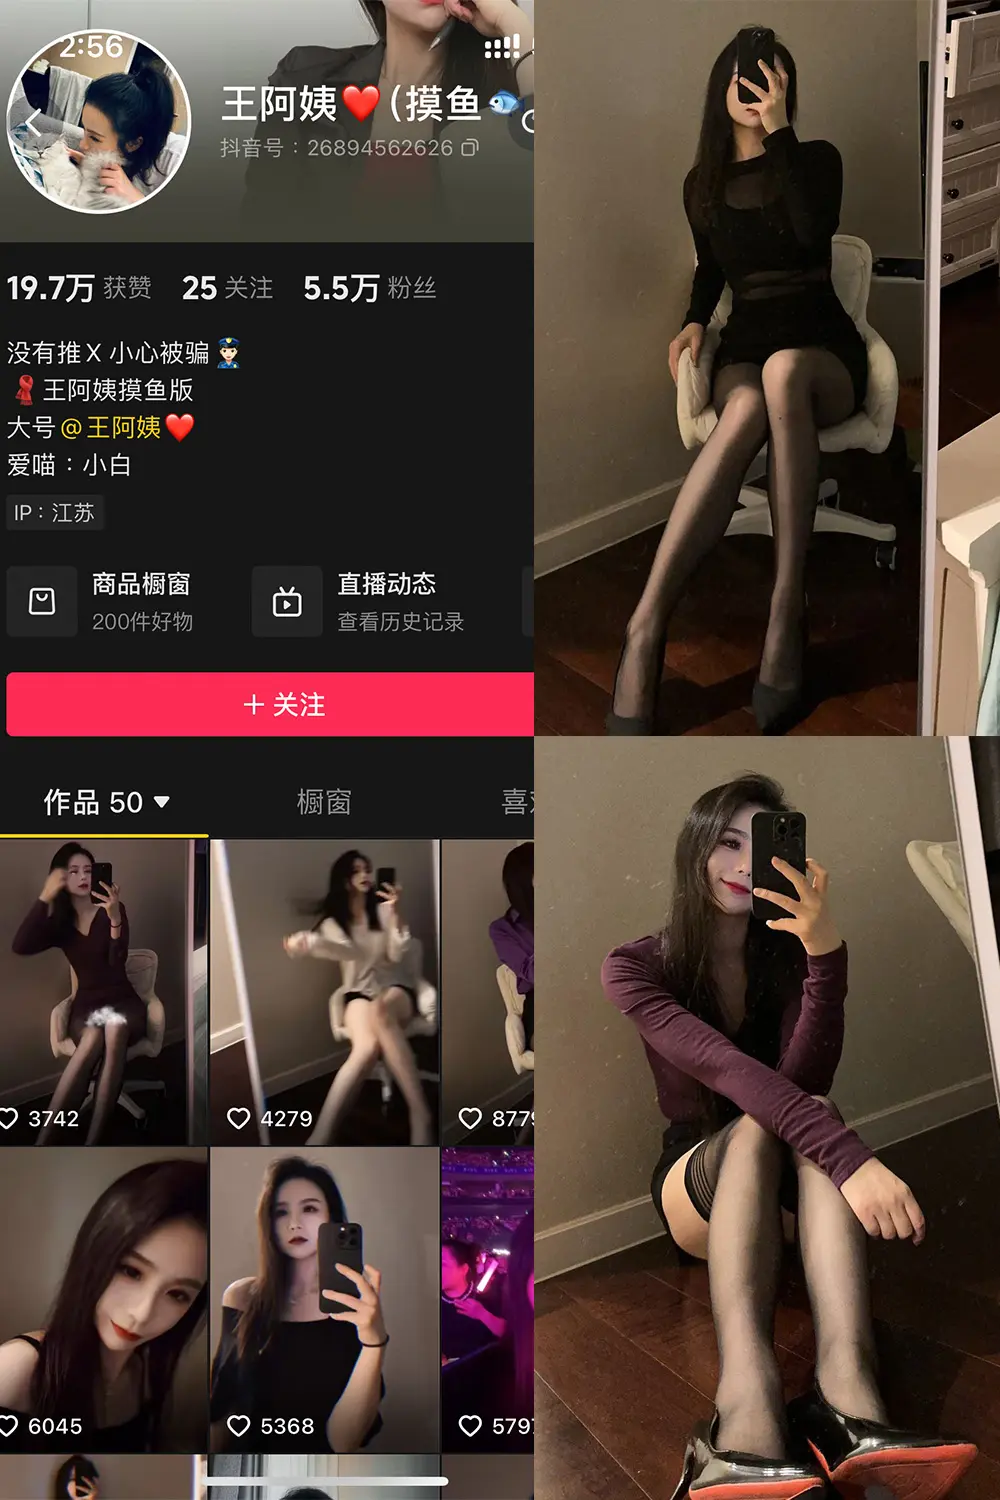 2:56
王阿姨❤️(摸鱼🐟
抖音号：26894562626
19.7万 获赞 25 关注 5.5万 粉丝
没有推X 小心被骗👮🏻
🧣王阿姨摸鱼版
大号@王阿姨❤️
爱喵：小白
IP：江苏
商品橱窗 直播动态
200件好物 查看历史记录
+ 关注
作品 50 ▼ 橱窗 喜
3742 4279 8779
6045 5368 579